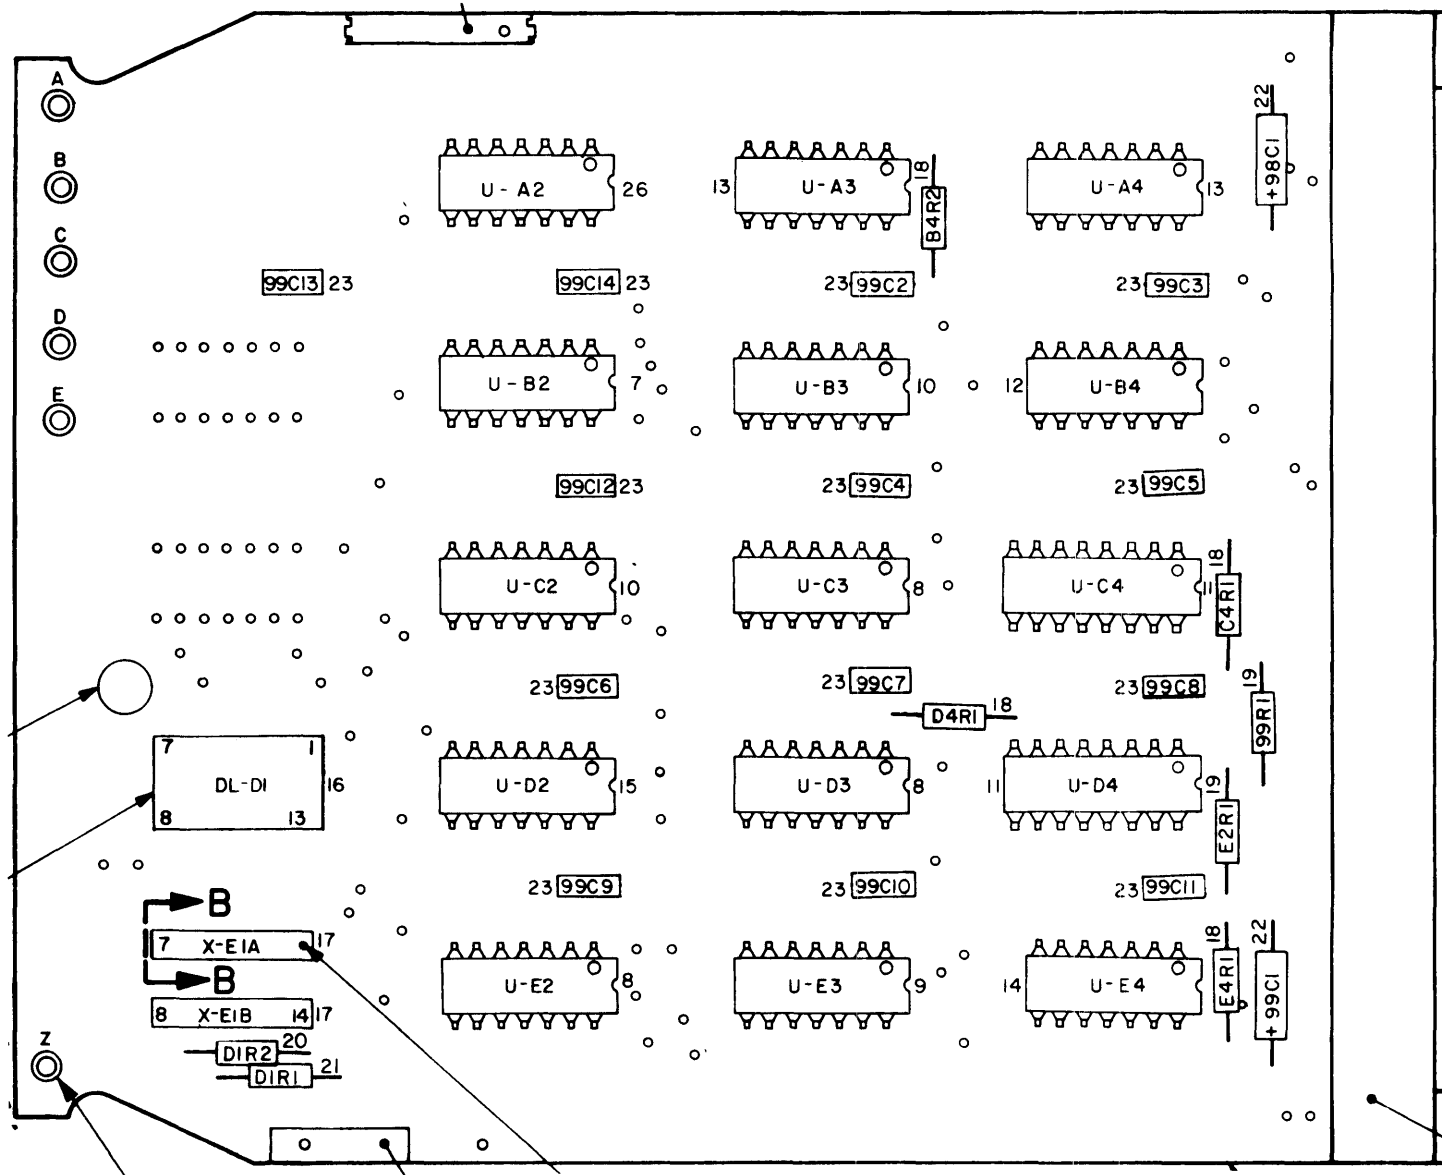 A
22
+98C1
B
U-A2 26
13 U-A3 18
B4R2
U-A4 13
C
99C13 23
99C14 23
23 99C2
23 99C3
D
E
U-B2 7
U-B3 10
12 U-B4
99C12 23
23 99C4
23 99C5
U-C2 10
U-C3 8
U-C4 11
18
C4R1
23 99C6
23 99C7
23 99C8
D4R1 18
19
99R1
7 1
DL-D1 16
8 13
U-D2 15
U-D3 8
11 U-D4 19
E2R1
23 99C9
23 99C10
23 99C11
B
7 X-E1A 17
B
8 X-E1B 14 17
U-E2 8
U-E3 9
14 U-E4
18
E4R1
22
+99C1
Z
D1R2 20
D1R1 21